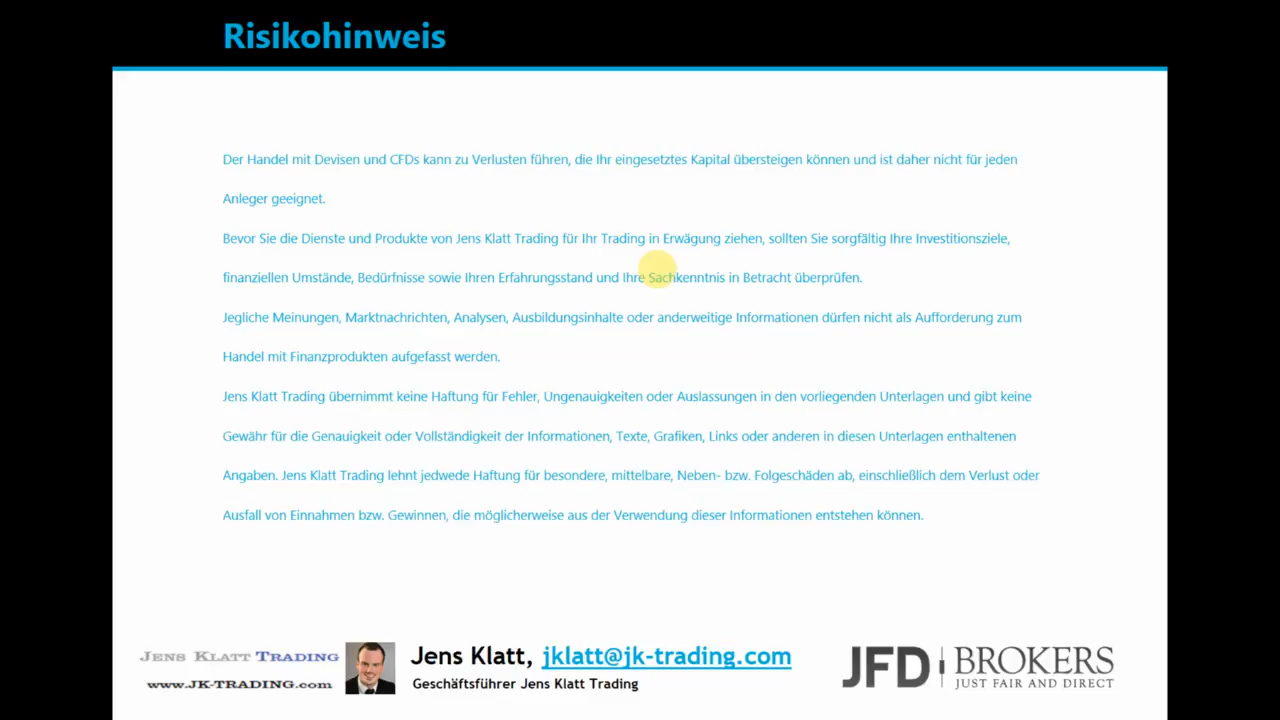 Risikohinweis
Der Handel mit Devisen und CFDs kann zu Verlusten führen, die Ihr eingesetztes Kapital übersteigen können und ist daher nicht für jeden
Anleger geeignet.
Bevor Sie die Dienste und Produkte von Jens Klatt Trading für Ihr Trading in Erwägung ziehen, sollten Sie sorgfältig Ihre Investitionsziele,
finanziellen Umstände, Bedürfnisse sowie Ihren Erfahrungsstand und Ihre Sachkenntnis in Betracht überprüfen.
Jegliche Meinungen, Marktnachrichten, Analysen, Ausbildungsinhalte oder anderweitige Informationen dürfen nicht als Aufforderung zum
Handel mit Finanzprodukten aufgefasst werden.
Jens Klatt Trading übernimmt keine Haftung für Fehler, Ungenauigkeiten oder Auslassungen in den vorliegenden Unterlagen und gibt keine
Gewähr für die Genauigkeit oder Vollständigkeit der Informationen, Texte, Grafiken, Links oder anderen in diesen Unterlagen enthaltenen
Angaben. Jens Klatt Trading lehnt jedwede Haftung für besondere, mittelbare, Neben- bzw. Folgeschäden ab, einschließlich dem Verlust oder
Ausfall von Einnahmen bzw. Gewinnen, die möglicherweise aus der Verwendung dieser Informationen entstehen können.
JENS KLATT TRADING
www.JK-TRADING.com
Jens Klatt, jklatt@jk-trading.com
Geschäftsführer Jens Klatt Trading
JFD BROKERS
JUST FAIR AND DIRECT